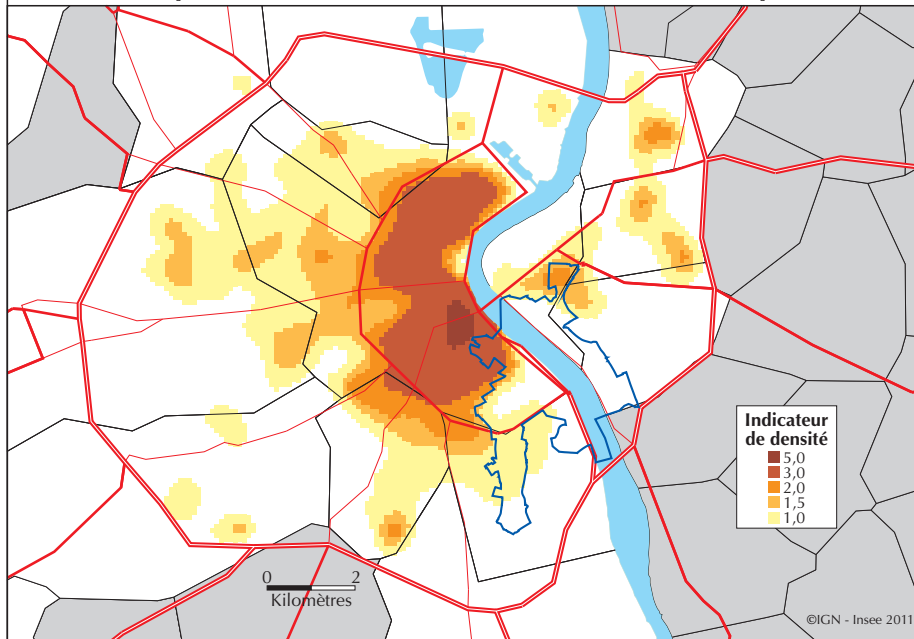 Indicateur
de densité
5,0
3,0
2,0
1,5
1,0
0 2
Kilomètres
©IGN - Insee 2011